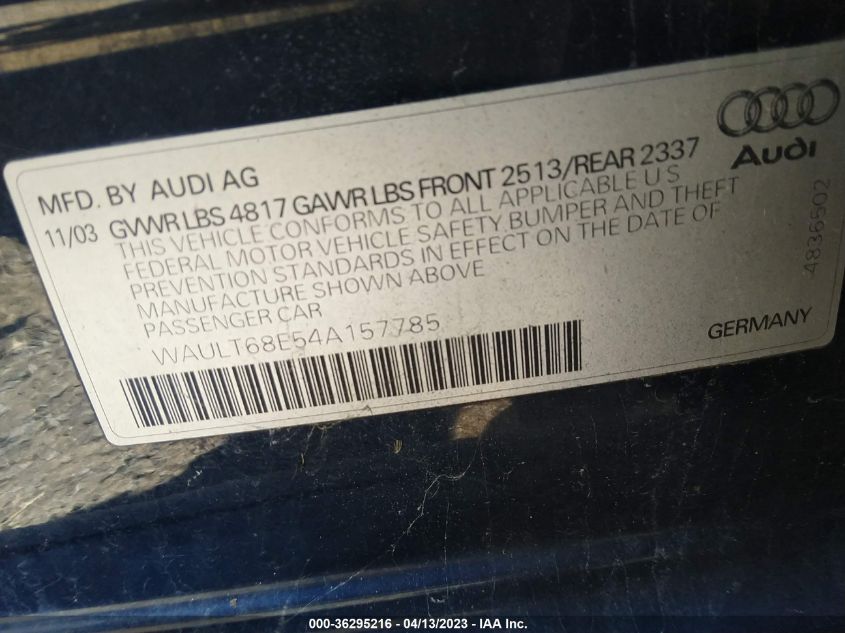 MFD. BY AUDI AG
11/03 GVWR LBS 4817 GAWR LBS FRONT 2513/REAR 2337
THIS VEHICLE CONFORMS TO ALL APPLICABLE U S
FEDERAL MOTOR VEHICLE SAFETY BUMPER AND THEFT
PREVENTION STANDARDS IN EFFECT ON THE DATE OF
MANUFACTURE SHOWN ABOVE
PASSENGER CAR
WAULT68E54A157785
Audi
4836502
GERMANY
000-36295216 - 04/13/2023 - IAA Inc.